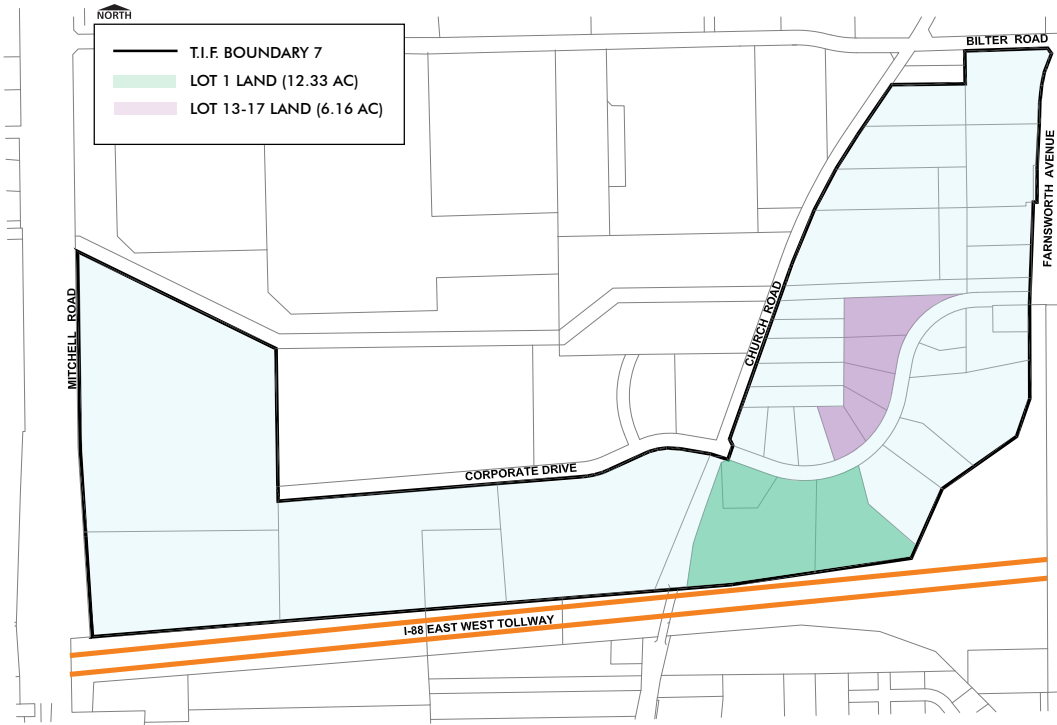 NORTH
T.I.F. BOUNDARY 7
LOT 1 LAND (12.33 AC)
LOT 13-17 LAND (6.16 AC)
BILTER ROAD
FARNSWORTH AVENUE
MITCHELL ROAD
CHURCH ROAD
CORPORATE DRIVE
I-88 EAST WEST TOLLWAY